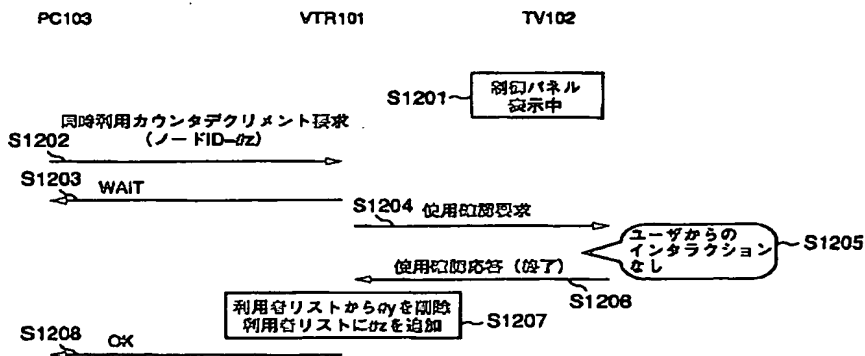 PC103 VTR101 TV102
S1201 制御パネル
表示中
同時利用カウンタデクリメント要求
(ノードID=#z)
S1202
S1203 WAIT
S1204 使用確認要求
ユーザからの
インタラクション
なし
S1205
使用確認応答 (終了)
S1206
利用者リストから#yを削除
利用者リストに#zを追加
S1207
S1208 OK